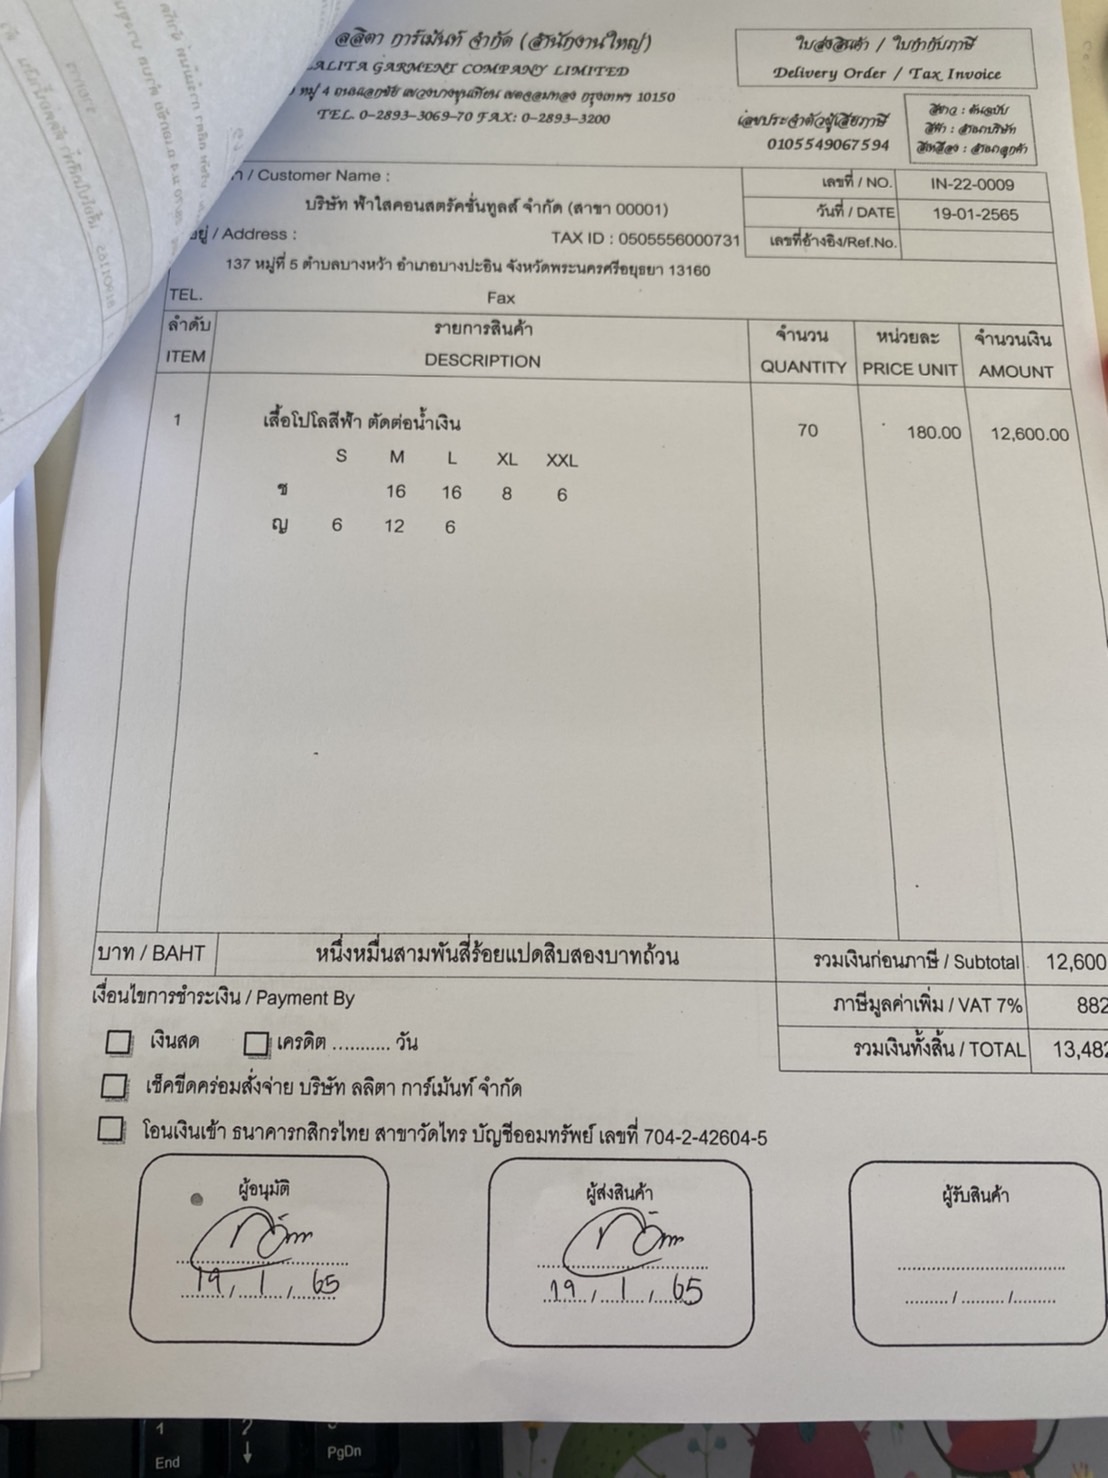 ลลิตา การ์เม้นท์ จำกัด (สำนักงานใหญ่)
LALITA GARMENT COMPANY LIMITED
หมู่ 4 ถนนเอกชัย แขวงบางขุนเทียน เขตจอมทอง กรุงเทพฯ 10150
TEL. 0-2893-3069-70 FAX: 0-2893-3200
ใบส่งสินค้า / ใบกำกับภาษี
Delivery Order / Tax Invoice
เลขประจำตัวผู้เสียภาษี
0105549067594
สีขาว : ต้นฉบับ
สีฟ้า : สำเนาบริษัท
สีเหลือง : สำเนาลูกค้า
/ Customer Name :
บริษัท ฟ้าใสคอนสตรัคชั่นทูลส์ จำกัด (สาขา 00001)
เลขที่ / NO. IN-22-0009
วันที่ / DATE 19-01-2565
เลขที่อ้างอิง/Ref.No.
อยู่ / Address : TAX ID : 0505556000731
137 หมู่ที่ 5 ตำบลบางหว้า อำเภอบางปะอิน จังหวัดพระนครศรีอยุธยา 13160
TEL. Fax
ลำดับ รายการสินค้า จำนวน หน่วยละ จำนวนเงิน
ITEM DESCRIPTION QUANTITY PRICE UNIT AMOUNT
1 เสื้อโปโลสีฟ้า ตัดต่อน้ำเงิน 70 180.00 12,600.00
S M L XL XXL
ช 16 16 8 6
ญ 6 12 6
บาท / BAHT หนึ่งหมื่นสามพันสี่ร้อยแปดสิบสองบาทถ้วน รวมเงินก่อนภาษี / Subtotal 12,600
ภาษีมูลค่าเพิ่ม / VAT 7% 882
รวมเงินทั้งสิ้น / TOTAL 13,482
เงื่อนไขการชำระเงิน / Payment By
เงินสด เครดิต .......... วัน
เช็คขีดคร่อมสั่งจ่าย บริษัท ลลิตา การ์เม้นท์ จำกัด
โอนเงินเข้า ธนาคารกสิกรไทย สาขาวัดไทร บัญชีออมทรัพย์ เลขที่ 704-2-42604-5
ผู้อนุมัติ ผู้ส่งสินค้า ผู้รับสินค้า
19 / 1 / 65 19 / 1 / 65 ......../........./.........
1 2
End PgDn